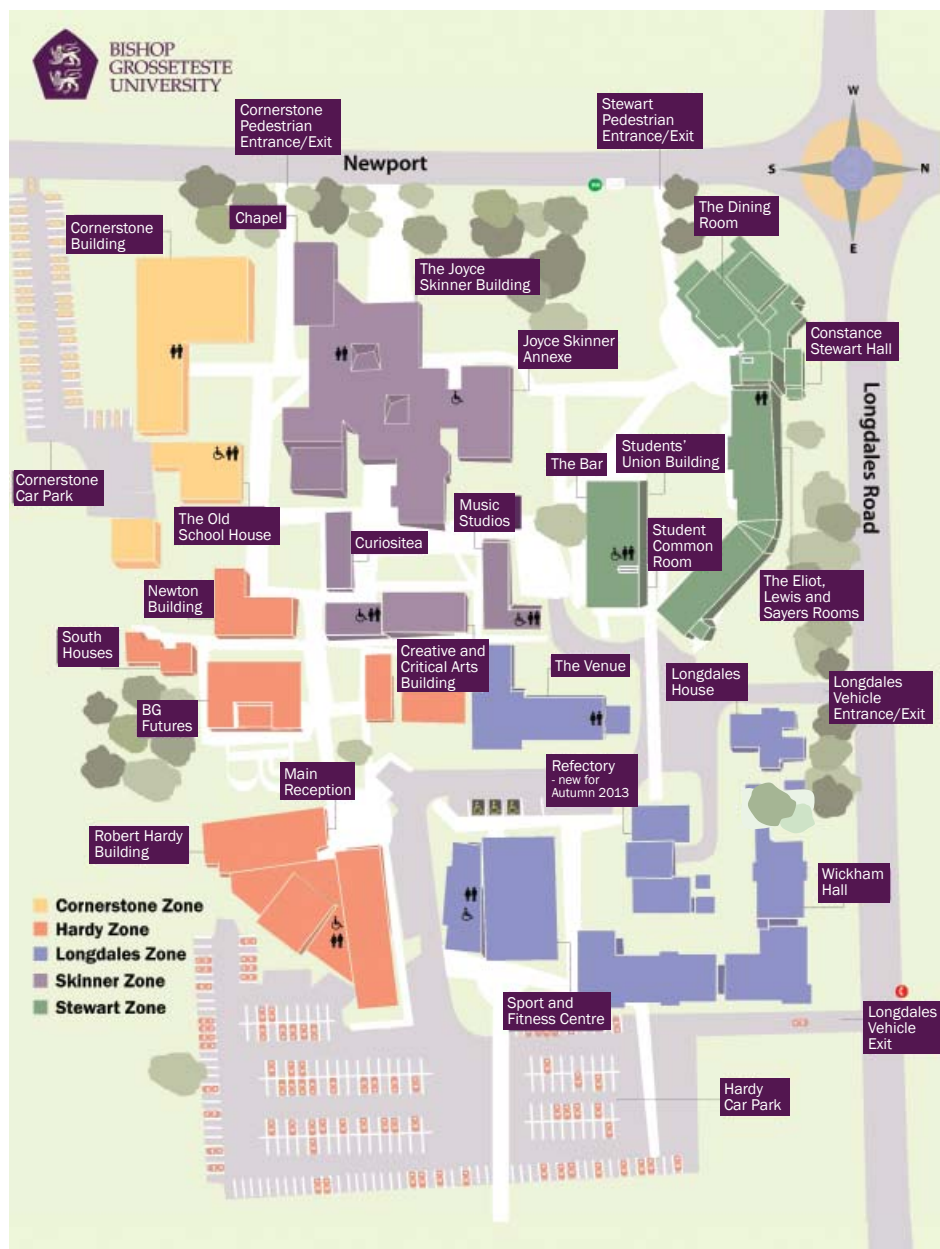 BISHOP
GROSSETESTE
UNIVERSITY
Cornerstone
Pedestrian
Entrance/Exit
Stewart
Pedestrian
Entrance/Exit
Newport
W
S
N
E
Chapel
The Dining
Room
Cornerstone
Building
The Joyce
Skinner Building
Constance
Stewart Hall
Joyce Skinner
Annexe
Longdales Road
Students'
Union Building
The Bar
Cornerstone
Car Park
The Old
School House
Music
Studios
Student
Common
Room
Curiositea
The Eliot,
Lewis and
Sayers Rooms
Newton
Building
South
Houses
Creative and
Critical Arts
Building
The Venue
Longdales
House
Longdales
Vehicle
Entrance/Exit
BG
Futures
Main
Reception
Refectory
- new for
Autumn 2013
Robert Hardy
Building
Wickham
Hall
Cornerstone Zone
Hardy Zone
Longdales Zone
Skinner Zone
Stewart Zone
Sport and
Fitness Centre
Longdales
Vehicle
Exit
Hardy
Car Park